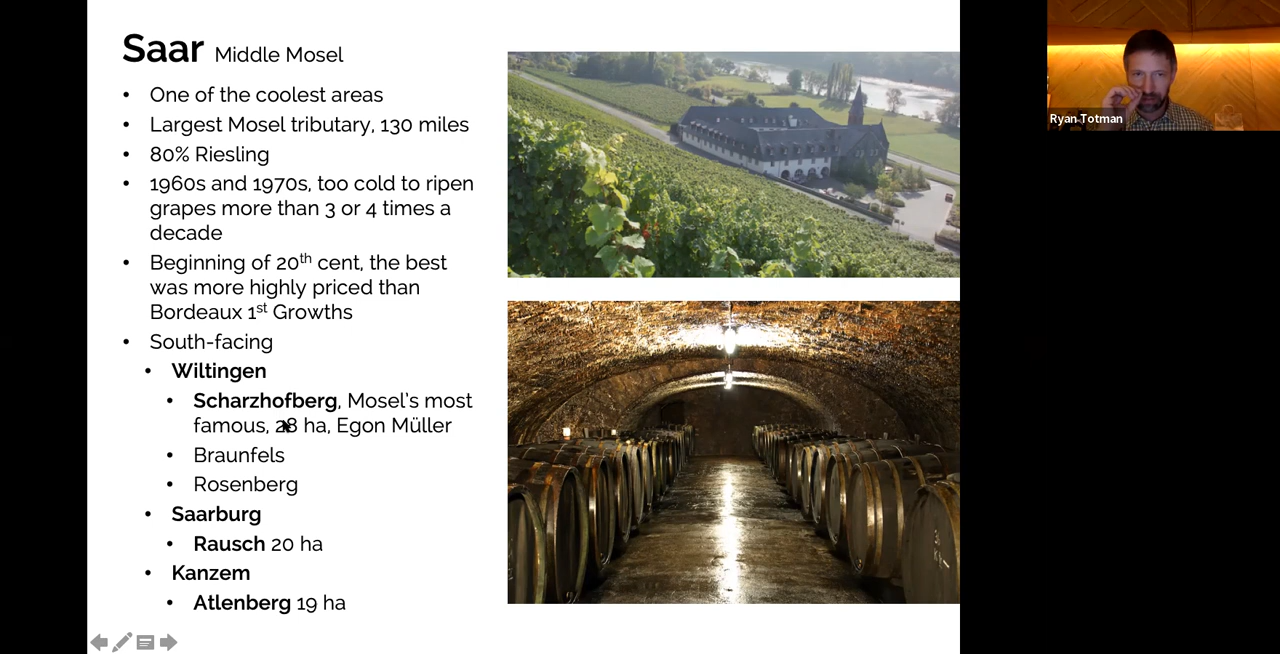 Saar Middle Mosel
• One of the coolest areas
• Largest Mosel tributary, 130 miles
• 80% Riesling
• 1960s and 1970s, too cold to ripen
grapes more than 3 or 4 times a
decade
• Beginning of 20th cent, the best
was more highly priced than
Bordeaux 1st Growths
• South-facing
• Wiltingen
• Scharzhofberg, Mosel's most
famous, 28 ha, Egon Müller
• Braunfels
• Rosenberg
• Saarburg
• Rausch 20 ha
• Kanzem
• Atlenberg 19 ha
Ryan Totman